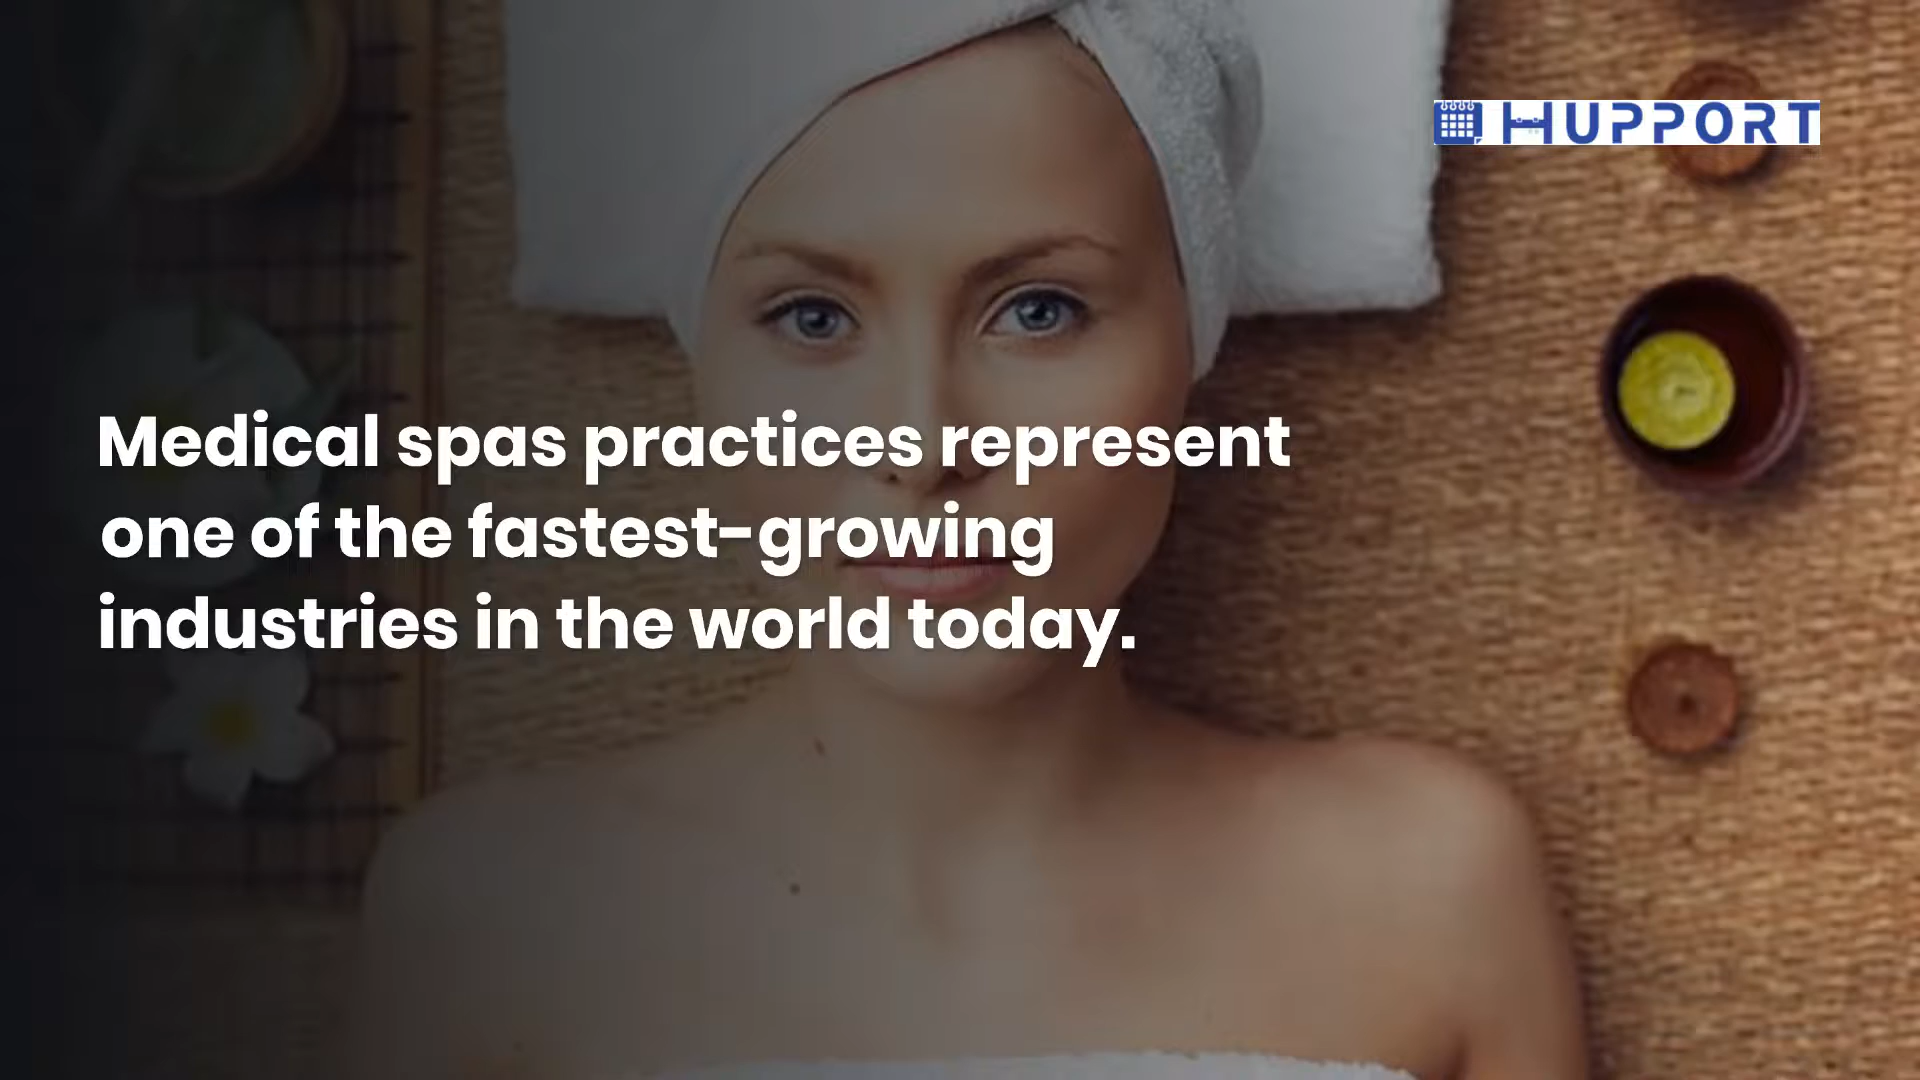 HUPPORT
Medical spas practices represent
one of the fastest-growing
industries in the world today.